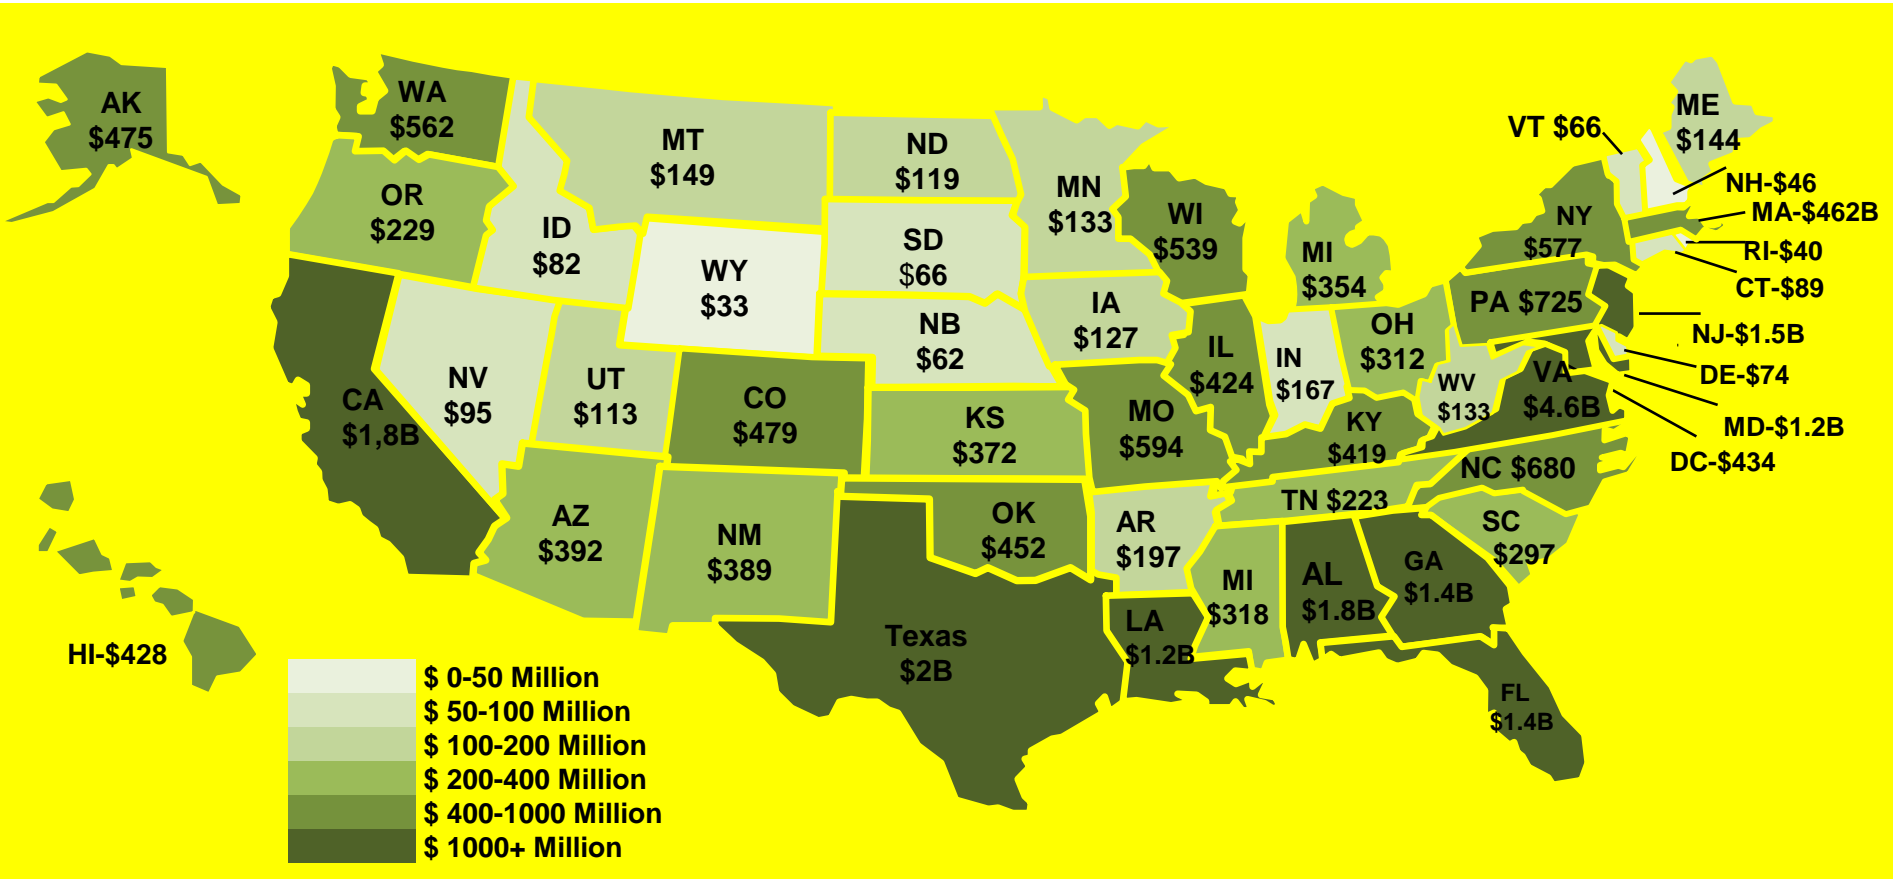 AK
$475
WA
$562
OR
$229
ID
$82
MT
$149
WY
$33
ND
$119
SD
$66
NB
$62
MN
$133
IA
$127
WI
$539
MI
$354
IL
$424
IN
$167
OH
$312
KY
$419
WV
$133
PA $725
NY
$577
VT $66
ME
$144
NH-$46
MA-$462B
RI-$40
CT-$89
NJ-$1.5B
DE-$74
MD-$1.2B
DC-$434
VA
$4.6B
NC $680
TN $223
SC
$297
GA
$1.4B
FL
$1.4B
AL
$1.8B
MI
$318
LA
$1.2B
AR
$197
MO
$594
KS
$372
OK
$452
Texas
$2B
NM
$389
CO
$479
UT
$113
AZ
$392
NV
$95
CA
$1,8B
HI-$428
$ 0-50 Million
$ 50-100 Million
$ 100-200 Million
$ 200-400 Million
$ 400-1000 Million
$ 1000+ Million